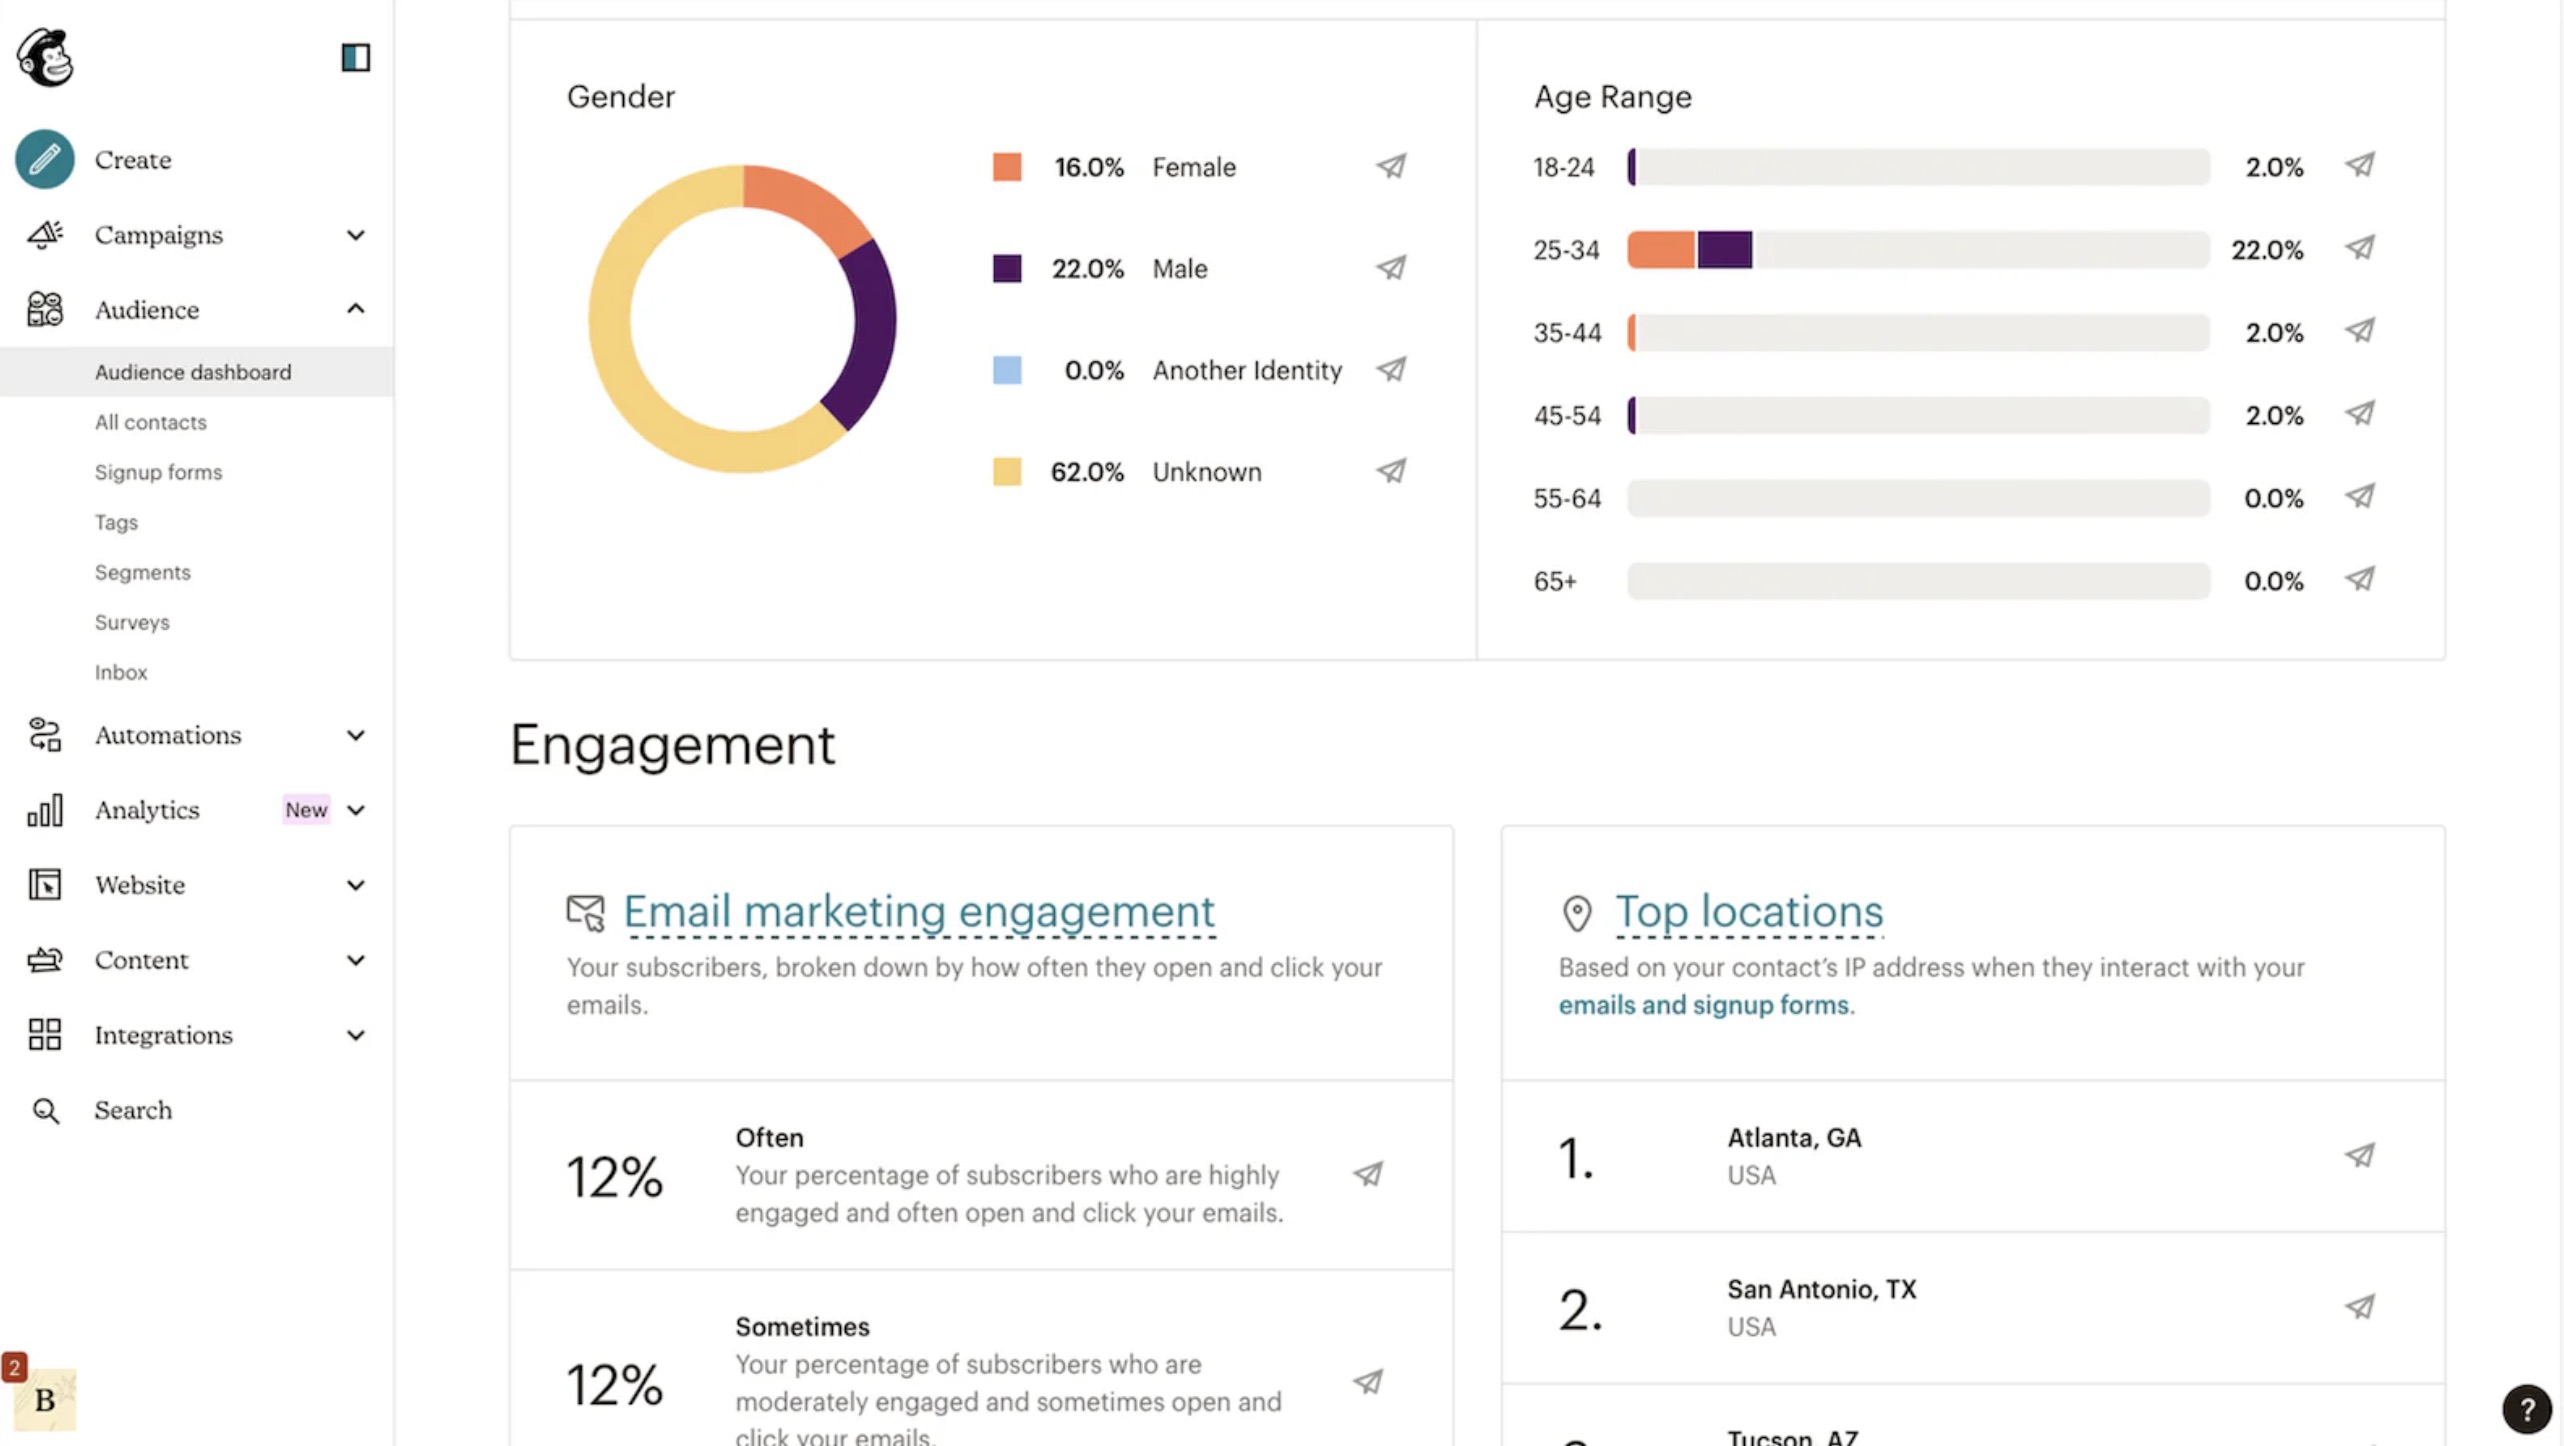 Create
Campaigns
Audience
Audience dashboard
All contacts
Signup forms
Tags
Segments
Surveys
Inbox
Automations
Analytics New
Website
Content
Integrations
Search
2
B
Gender
16.0% Female
22.0% Male
0.0% Another Identity
62.0% Unknown
Age Range
18-24 2.0%
25-34 22.0%
35-44 2.0%
45-54 2.0%
55-64 0.0%
65+ 0.0%
Engagement
Email marketing engagement
Your subscribers, broken down by how often they open and click your
emails.
12%
Often
Your percentage of subscribers who are highly
engaged and often open and click your emails.
12%
Sometimes
Your percentage of subscribers who are
moderately engaged and sometimes open and
click your emails.
Top locations
Based on your contact’s IP address when they interact with your
emails and signup forms.
1.
Atlanta, GA
USA
2.
San Antonio, TX
USA
Tucson, AZ
?